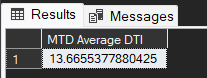 Results Messages
MTD Average DTI
1 13.6655377880425